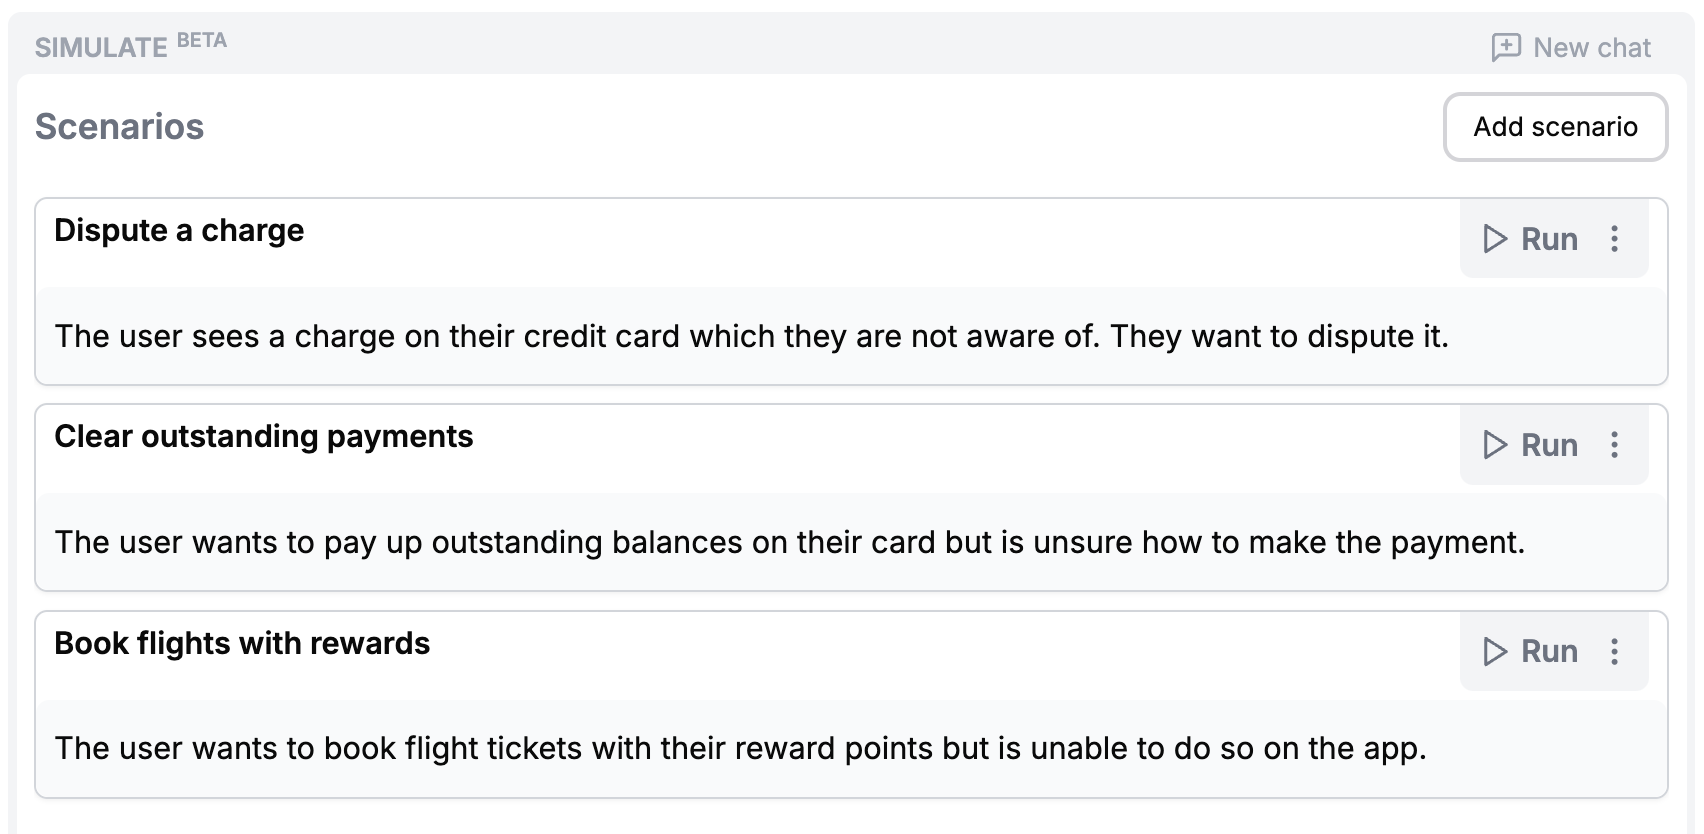 SIMULATE BETA
New chat
Scenarios
Add scenario
Dispute a charge
Run
The user sees a charge on their credit card which they are not aware of. They want to dispute it.
Clear outstanding payments
Run
The user wants to pay up outstanding balances on their card but is unsure how to make the payment.
Book flights with rewards
Run
The user wants to book flight tickets with their reward points but is unable to do so on the app.